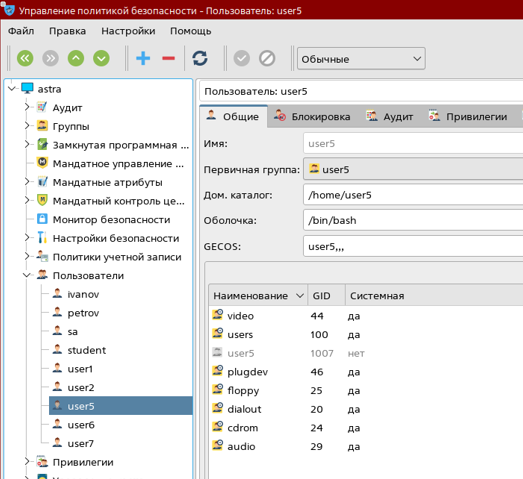 Управление политикой безопасности – Пользователь: user5
Файл Правка Настройки Помощь
Обычные
astra
Аудит
Группы
Замкнутая программная ...
Мандатное управление ...
Мандатные атрибуты
Мандатный контроль це...
Монитор безопасности
Настройки безопасности
Политики учетной записи
Пользователи
ivanov
petrov
sa
student
user1
user2
user5
user6
user7
Привилегии
Пользователь: user5
Общие Блокировка Аудит Привилегии
Имя: user5
Первичная группа: user5
Дом. каталог: /home/user5
Оболочка: /bin/bash
GECOS: user5,,,
Наименование GID Системная
video 44 да
users 100 да
user5 1007 нет
plugdev 46 да
floppy 25 да
dialout 20 да
cdrom 24 да
audio 29 да